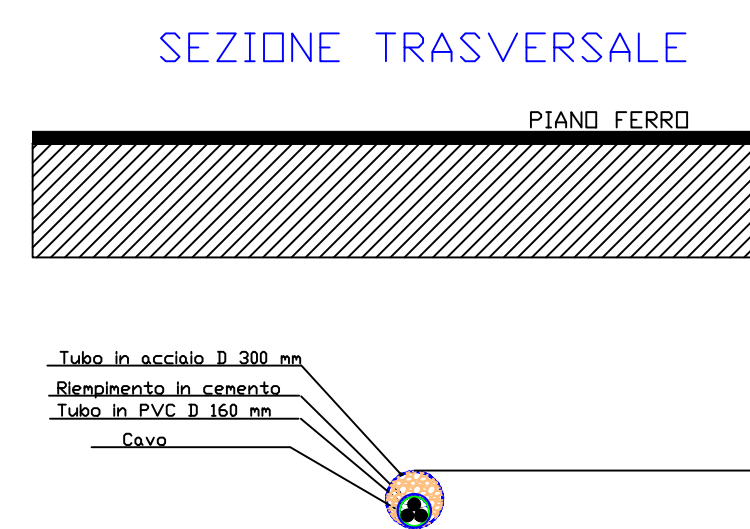 SEZIONE TRASVERSALE
PIANO FERRO
Tubo in acciaio D 300 mm
Riempimento in cemento
Tubo in PVC D 160 mm
Cavo